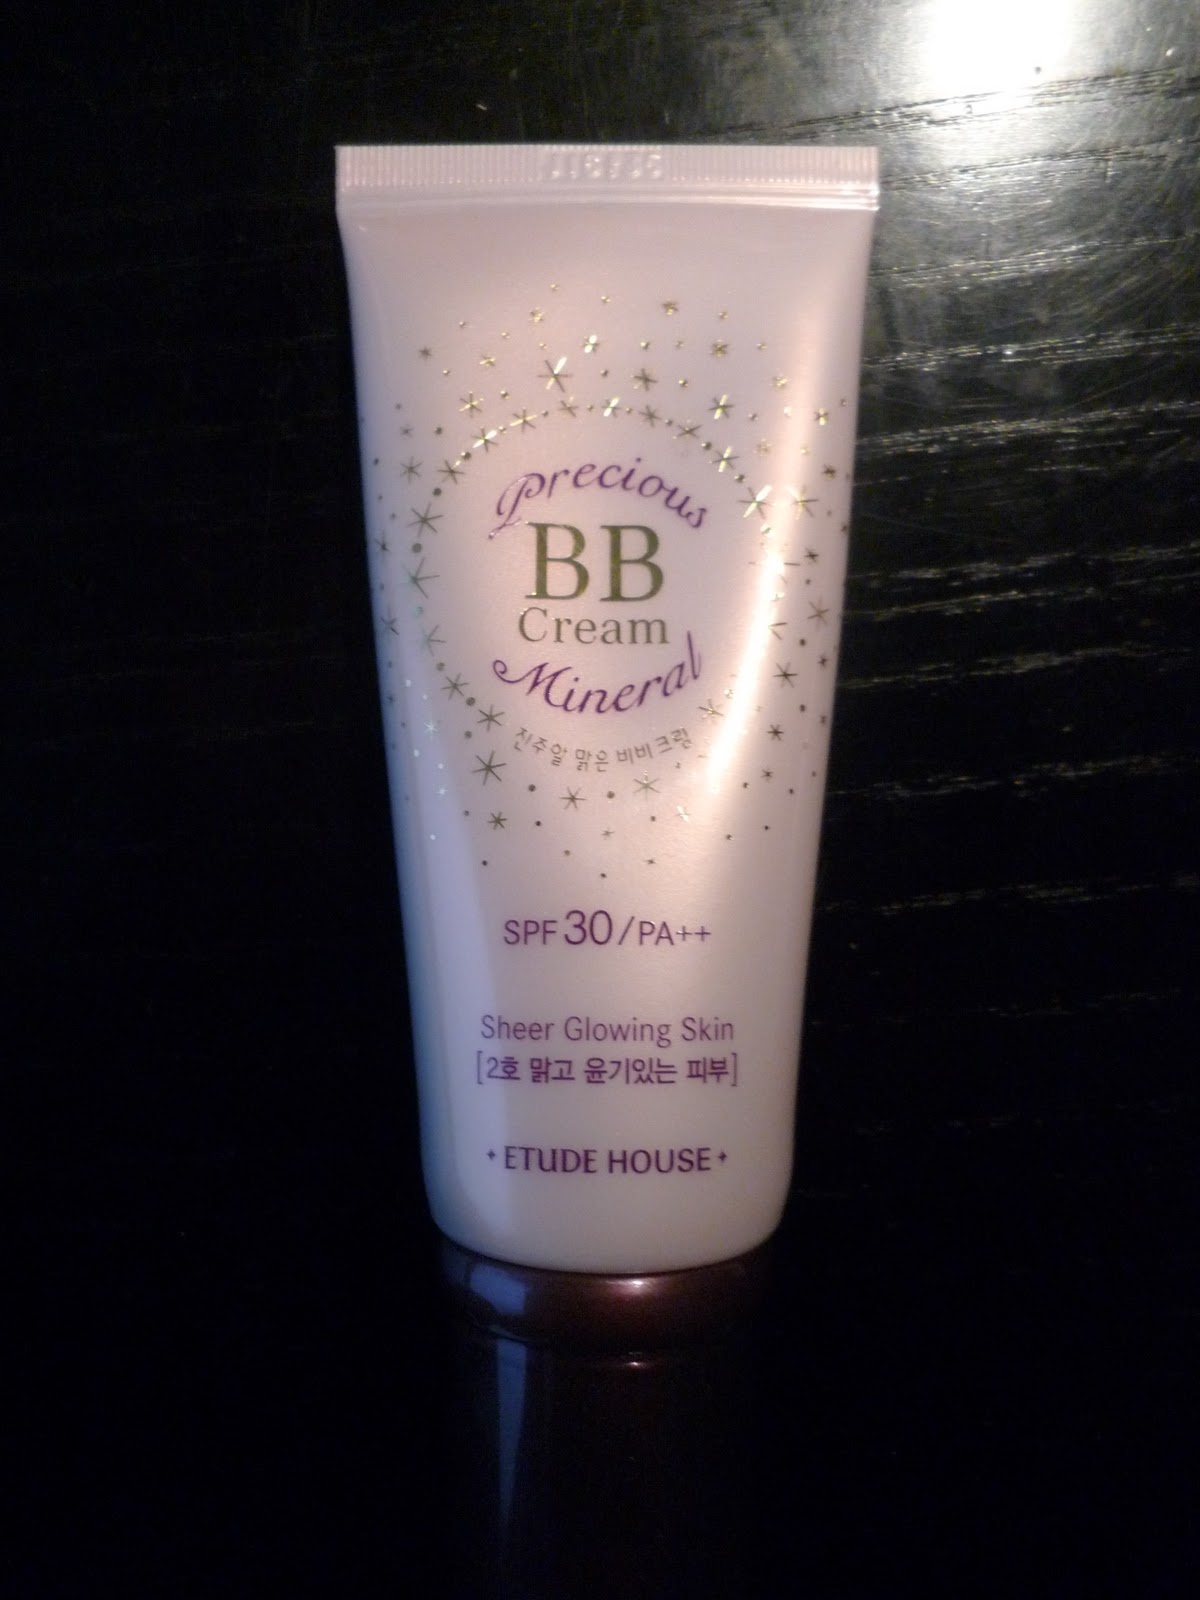 Precious
BB
Cream
Mineral
진주알 맑은 비비크림
SPF 30/PA++
Sheer Glowing Skin
[2호 맑고 윤기있는 피부]
ETUDE HOUSE